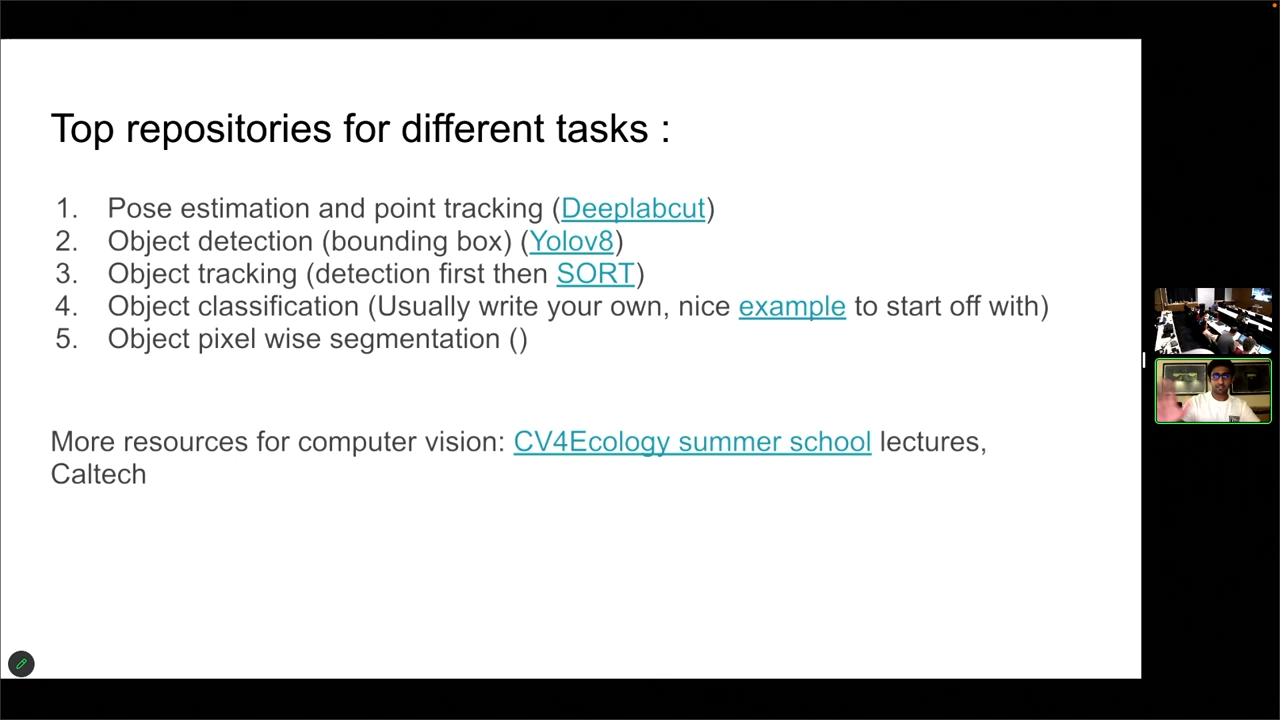 Top repositories for different tasks :
1. Pose estimation and point tracking (Deeplabcut)
2. Object detection (bounding box) (Yolov8)
3. Object tracking (detection first then SORT)
4. Object classification (Usually write your own, nice example to start off with)
5. Object pixel wise segmentation ()
More resources for computer vision: CV4Ecology summer school lectures,
Caltech